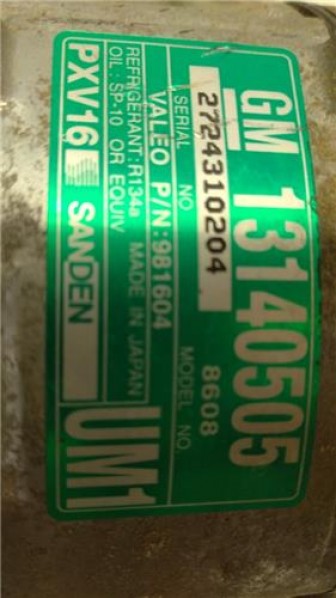 GM 13140505
SERIAL NO
MODEL NO
2724310204
8608
VALEO P/N:981604
REFRIGERANT:R134a MADE IN JAPAN
OIL: SP-10 OR EQUIV
PXV16 SANDEN
UM1